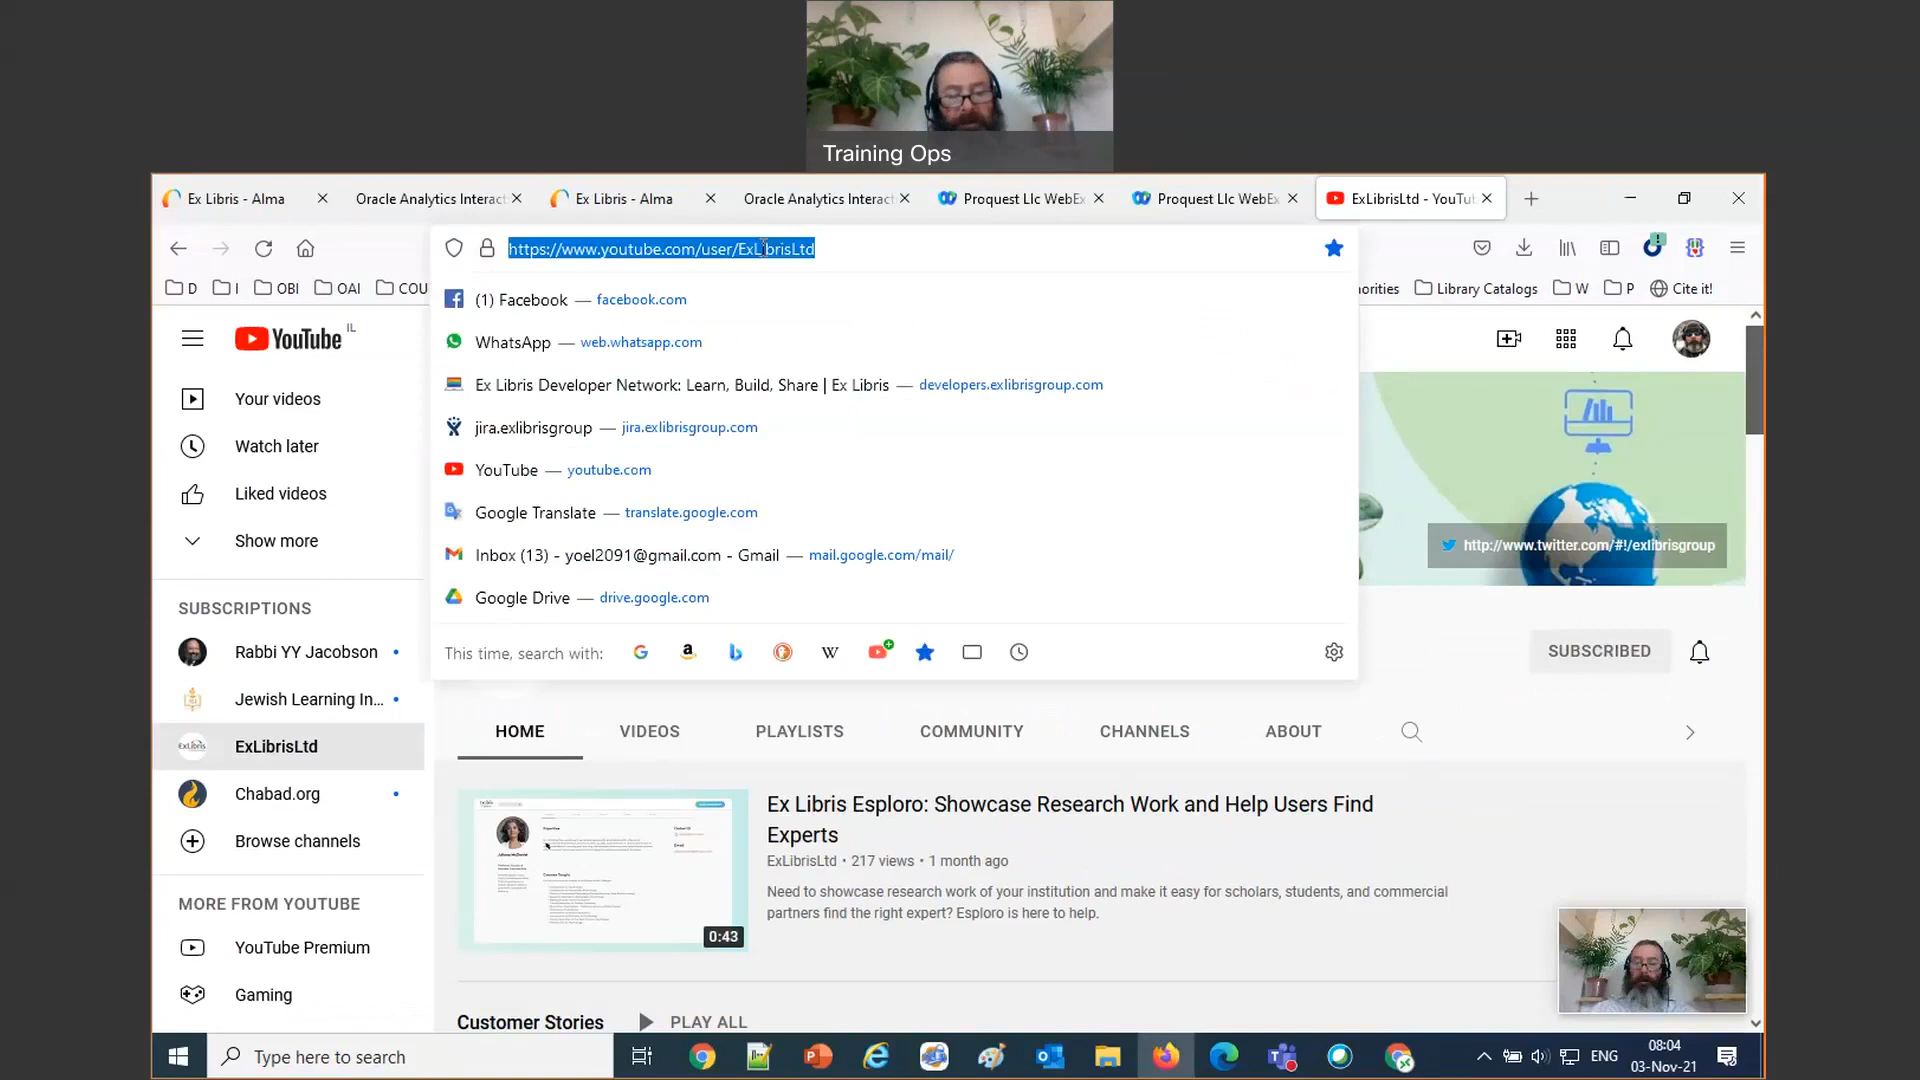 Training Ops
Ex Libris - Alma
Oracle Analytics Interac
Ex Libris - Alma
Oracle Analytics Interac
Proquest Llc WebEx
Proquest Llc WebEx
ExLibrisLtd - YouTu
https://www.youtube.com/user/ExLibrisLtd
D
I
OBI
OAI
COU
orities
Library Catalogs
W
P
Cite it!
(1) Facebook — facebook.com
WhatsApp — web.whatsapp.com
Ex Libris Developer Network: Learn, Build, Share | Ex Libris — developers.exlibrisgroup.com
jira.exlibrisgroup — jira.exlibrisgroup.com
YouTube — youtube.com
Google Translate — translate.google.com
Inbox (13) - yoel2091@gmail.com - Gmail — mail.google.com/mail/
Google Drive — drive.google.com
This time, search with:
YouTube IL
Your videos
Watch later
Liked videos
Show more
SUBSCRIPTIONS
Rabbi YY Jacobson
Jewish Learning In...
ExLibrisLtd
Chabad.org
Browse channels
MORE FROM YOUTUBE
YouTube Premium
Gaming
http://www.twitter.com/#!/exlibrisgroup
SUBSCRIBED
HOME
VIDEOS
PLAYLISTS
COMMUNITY
CHANNELS
ABOUT
Ex Libris Esploro: Showcase Research Work and Help Users Find
Experts
ExLibrisLtd • 217 views • 1 month ago
Need to showcase research work of your institution and make it easy for scholars, students, and commercial
partners find the right expert? Esploro is here to help.
0:43
Customer Stories
PLAY ALL
Type here to search
ENG
08:04
03-Nov-21